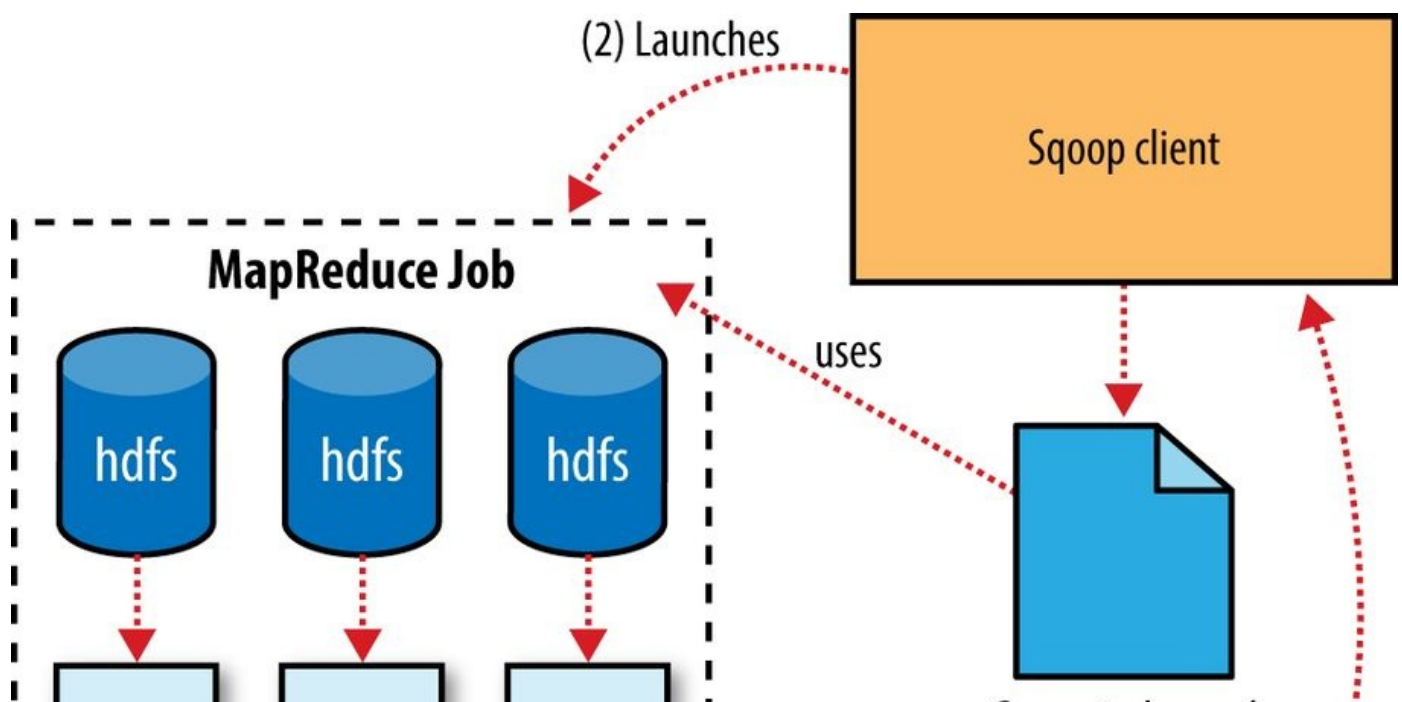 (2) Launches
Sqoop client
MapReduce Job
uses
hdfs hdfs hdfs